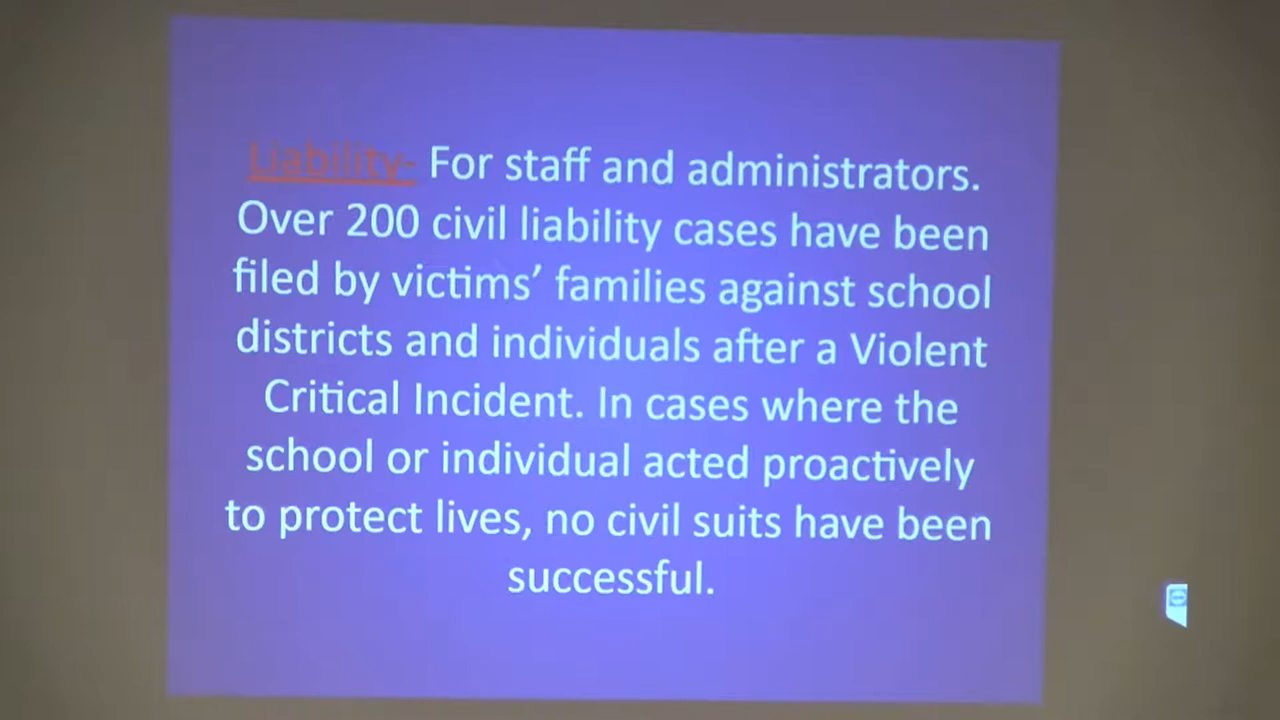 Liability- For staff and administrators.
Over 200 civil liability cases have been
filed by victims’ families against school
districts and individuals after a Violent
Critical Incident. In cases where the
school or individual acted proactively
to protect lives, no civil suits have been
successful.